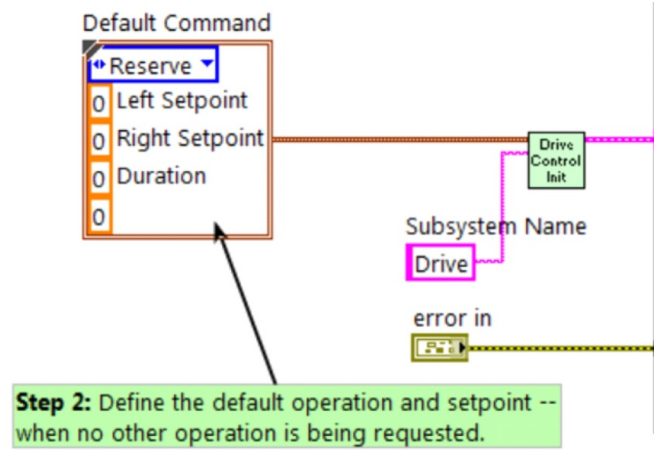 Default Command
Reserve
0 Left Setpoint
0 Right Setpoint
0 Duration
0
Drive
Control
Init
Subsystem Name
Drive
error in
Step 2: Define the default operation and setpoint --
when no other operation is being requested.